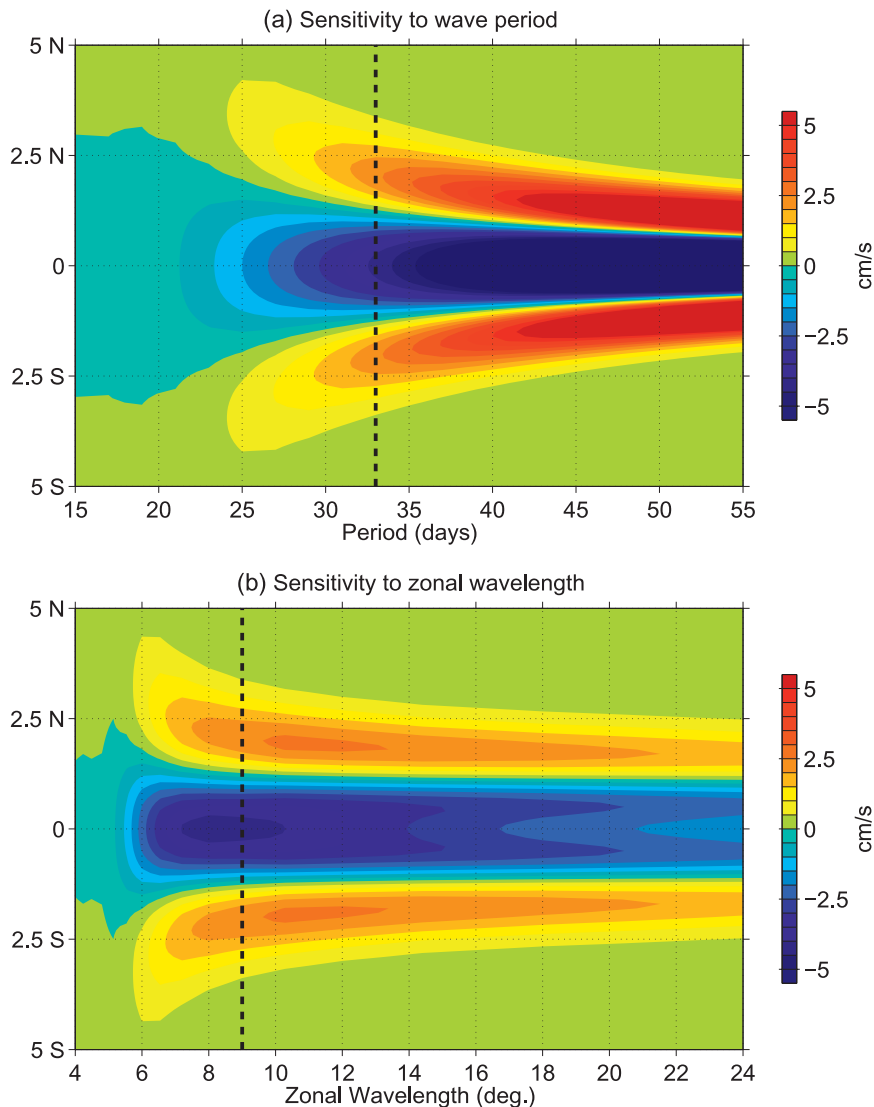 (a) Sensitivity to wave period
5 N
2.5 N
0
2.5 S
5 S
15 20 25 30 35 40 45 50 55
Period (days)
5
2.5
0
−2.5
−5
cm/s
(b) Sensitivity to zonal wavelength
5 N
2.5 N
0
2.5 S
5 S
4 6 8 10 12 14 16 18 20 22 24
Zonal Wavelength (deg.)
5
2.5
0
−2.5
−5
cm/s